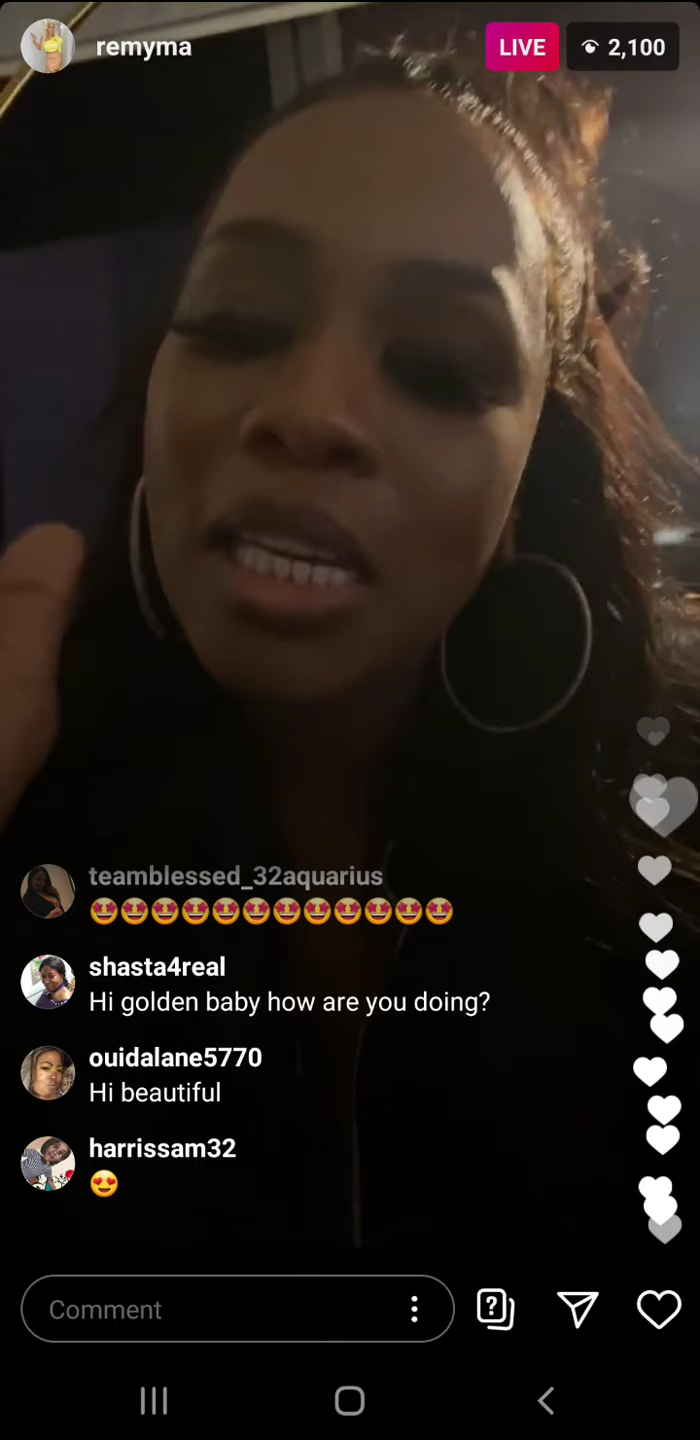 remyma
LIVE
2,100
teamblessed_32aquarius
🤩🤩🤩🤩🤩🤩🤩🤩🤩🤩🤩🤩
shasta4real
Hi golden baby how are you doing?
ouidalane5770
Hi beautiful
harrissam32
😍
Comment